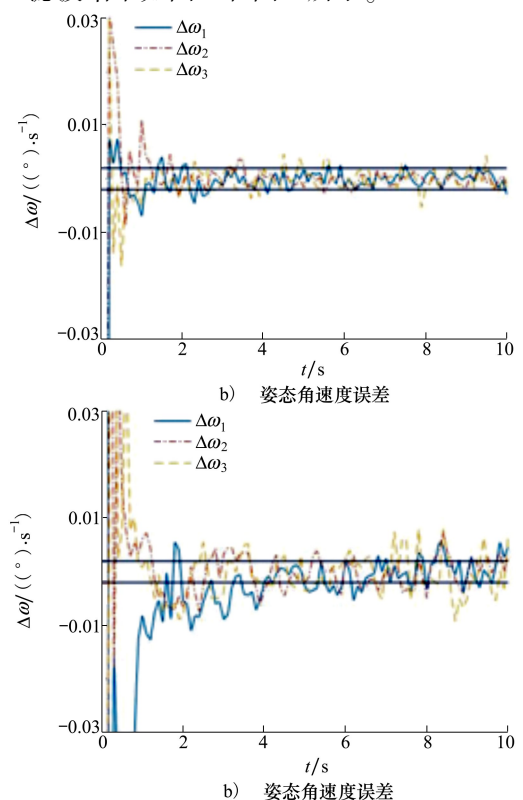 0.03
Δω₁
Δω₂
Δω₃
0.01
−0.01
−0.03
Δω/((°)·s⁻¹)
0 2 4 6 8 10
t/s
b) 姿态角速度误差
0.03
Δω₁
Δω₂
Δω₃
0.01
−0.01
−0.03
Δω/((°)·s⁻¹)
0 2 4 6 8 10
t/s
b) 姿态角速度误差